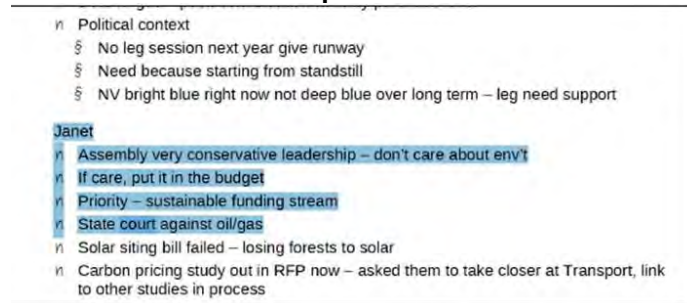 n Political context
§ No leg session next year give runway
§ Need because starting from standstill
§ NV bright blue right now not deep blue over long term – leg need support
Janet
n Assembly very conservative leadership – don't care about env't
n If care, put it in the budget
n Priority – sustainable funding stream
n State court against oil/gas
n Solar siting bill failed – losing forests to solar
n Carbon pricing study out in RFP now – asked them to take closer at Transport, link
to other studies in process